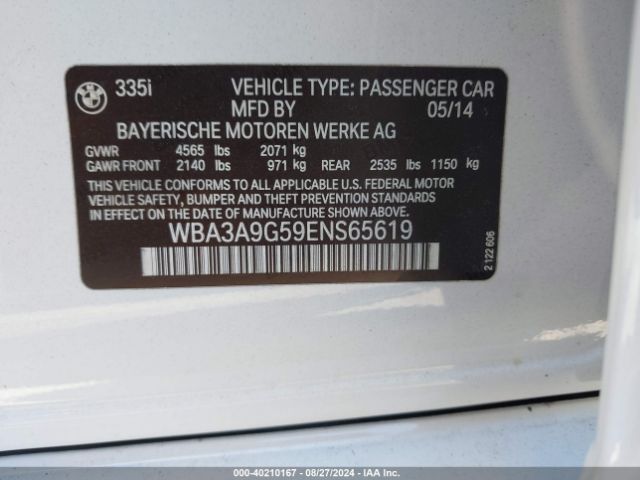 335i VEHICLE TYPE: PASSENGER CAR
MFD BY 05/14
BAYERISCHE MOTOREN WERKE AG
GVWR 4565 lbs 2071 kg
GAWR FRONT 2140 lbs 971 kg REAR 2535 lbs 1150 kg
THIS VEHICLE CONFORMS TO ALL APPLICABLE U.S. FEDERAL MOTOR
VEHICLE SAFETY, BUMPER AND THEFT PREVENTION STANDARDS
IN EFFECT ON THE DATE OF MANUFACTURE SHOWN ABOVE.
WBA3A9G59ENS65619
2 122 606
000-40210167 - 08/27/2024 - IAA Inc.